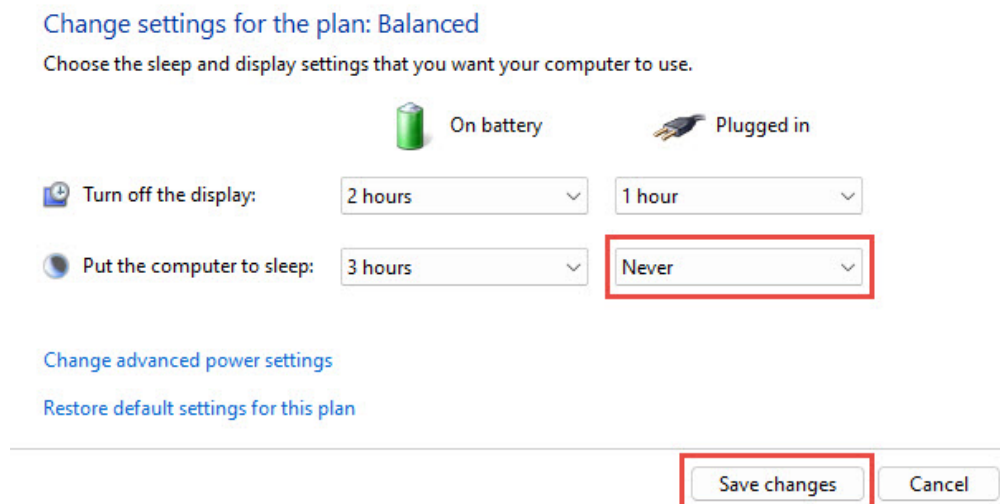 Change settings for the plan: Balanced
Choose the sleep and display settings that you want your computer to use.
On battery Plugged in
Turn off the display: 2 hours 1 hour
Put the computer to sleep: 3 hours Never
Change advanced power settings
Restore default settings for this plan
Save changes Cancel